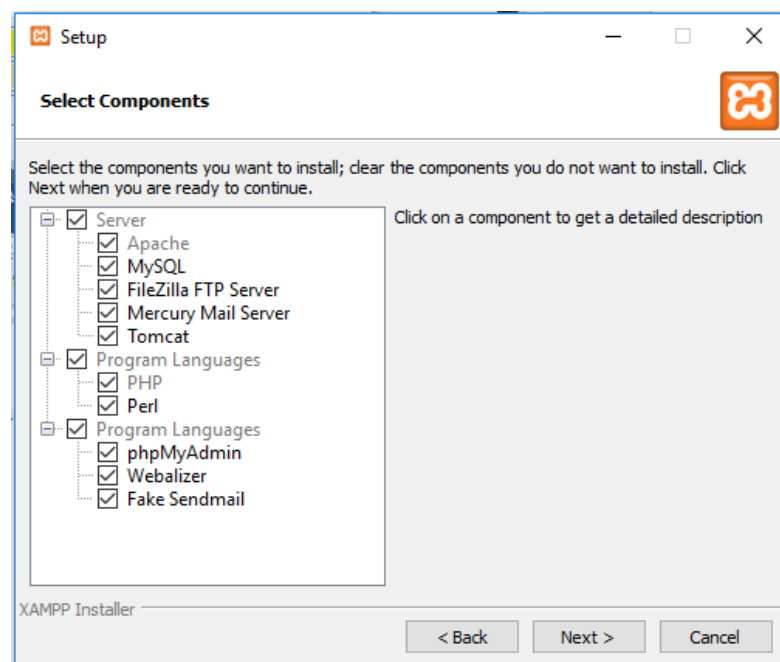 Setup
Select Components
Select the components you want to install; clear the components you do not want to install. Click
Next when you are ready to continue.
Server
Apache
MySQL
FileZilla FTP Server
Mercury Mail Server
Tomcat
Program Languages
PHP
Perl
Program Languages
phpMyAdmin
Webalizer
Fake Sendmail
Click on a component to get a detailed description
XAMPP Installer
< Back Next > Cancel